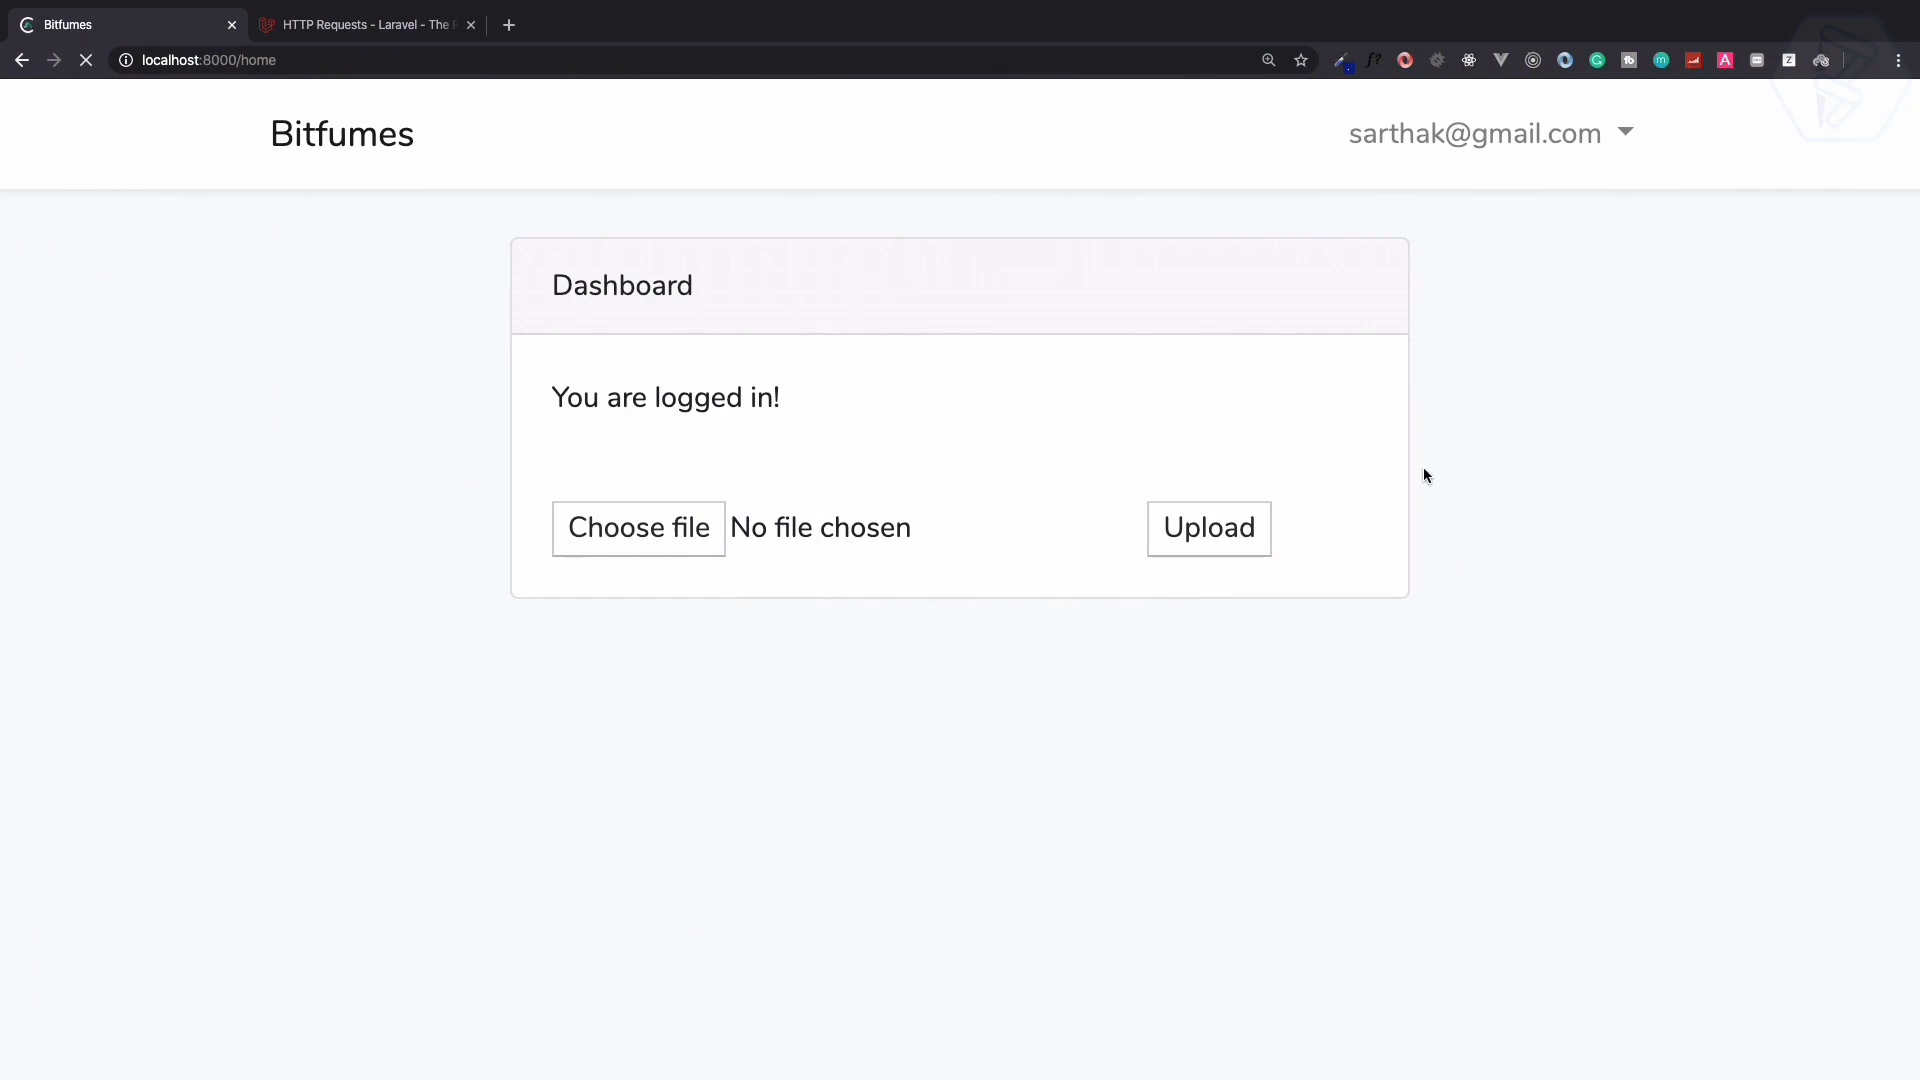 Bitfumes
HTTP Requests - Laravel - The
localhost:8000/home
Bitfumes
sarthak@gmail.com
Dashboard
You are logged in!
Choose file No file chosen
Upload